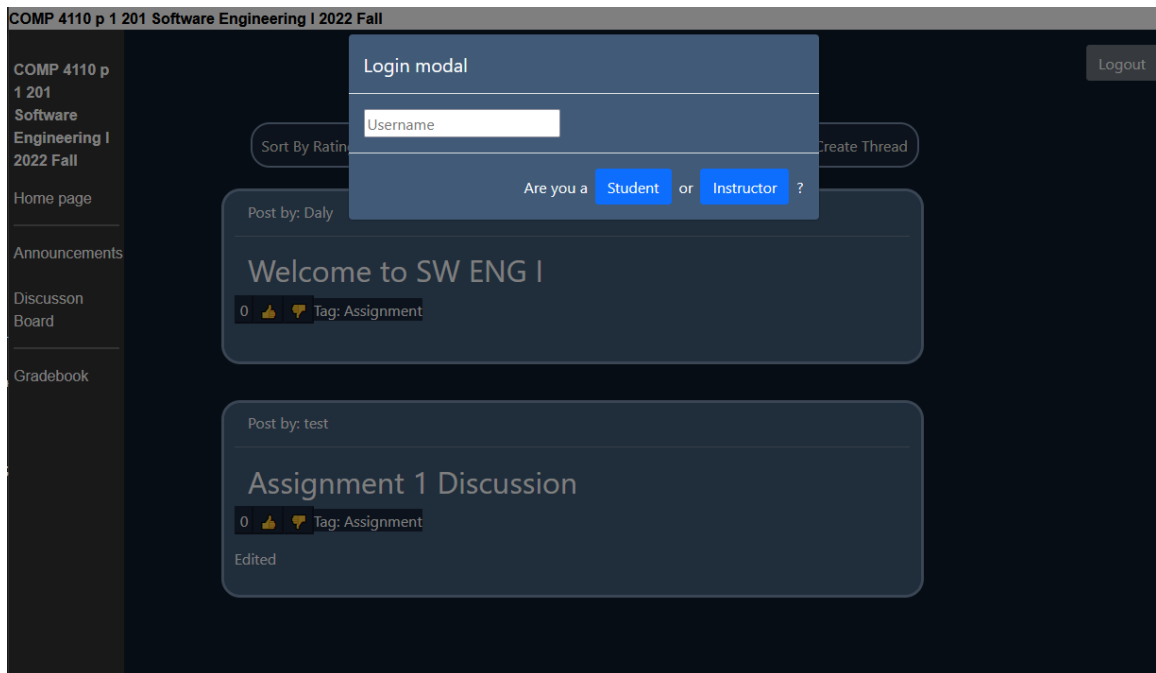 COMP 4110 p 1 201 Software Engineering I 2022 Fall
COMP 4110 p
1 201
Software
Engineering I
2022 Fall
Home page
Announcements
Discusson
Board
Gradebook
Login modal
Username
Are you a Student or Instructor ?
Logout
Sort By
Create Thread
Post by: Daly
Welcome to SW ENG I
0 Tag: Assignment
Post by: test
Assignment 1 Discussion
0 Tag: Assignment
Edited